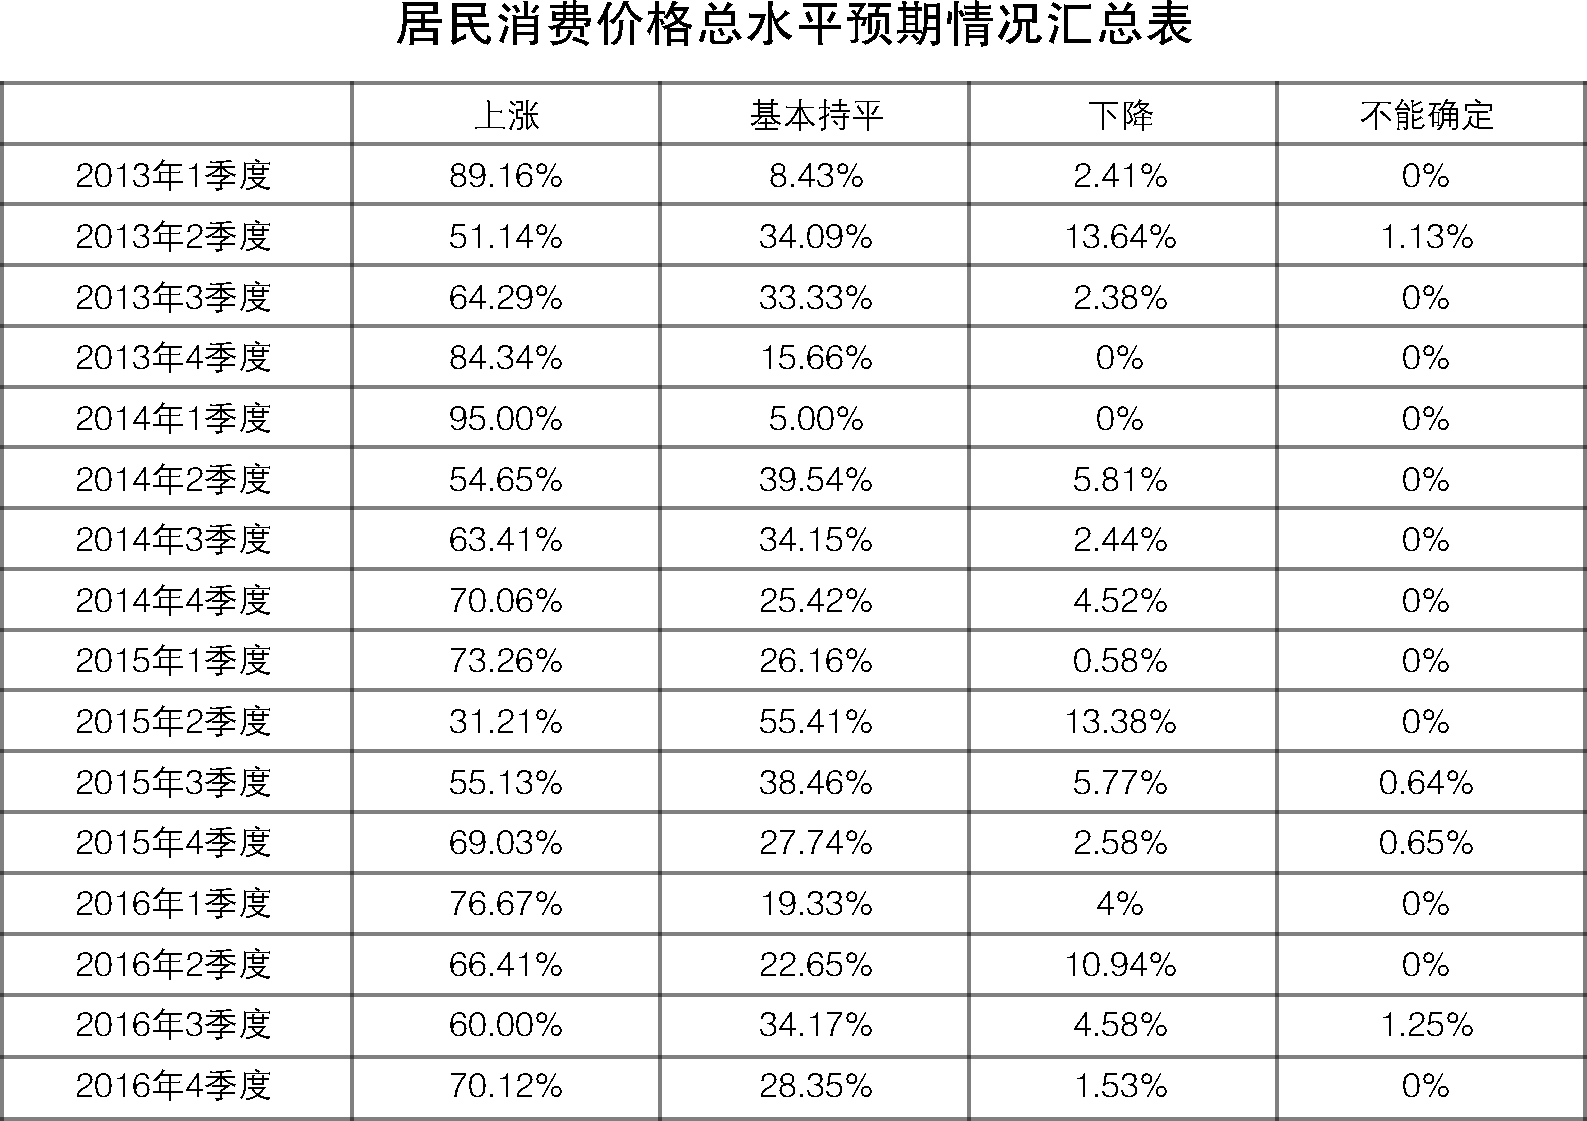 居民消费价格总水平预期情况汇总表
上涨 基本持平 下降 不能确定
2013年1季度 89.16% 8.43% 2.41% 0%
2013年2季度 51.14% 34.09% 13.64% 1.13%
2013年3季度 64.29% 33.33% 2.38% 0%
2013年4季度 84.34% 15.66% 0% 0%
2014年1季度 95.00% 5.00% 0% 0%
2014年2季度 54.65% 39.54% 5.81% 0%
2014年3季度 63.41% 34.15% 2.44% 0%
2014年4季度 70.06% 25.42% 4.52% 0%
2015年1季度 73.26% 26.16% 0.58% 0%
2015年2季度 31.21% 55.41% 13.38% 0%
2015年3季度 55.13% 38.46% 5.77% 0.64%
2015年4季度 69.03% 27.74% 2.58% 0.65%
2016年1季度 76.67% 19.33% 4% 0%
2016年2季度 66.41% 22.65% 10.94% 0%
2016年3季度 60.00% 34.17% 4.58% 1.25%
2016年4季度 70.12% 28.35% 1.53% 0%